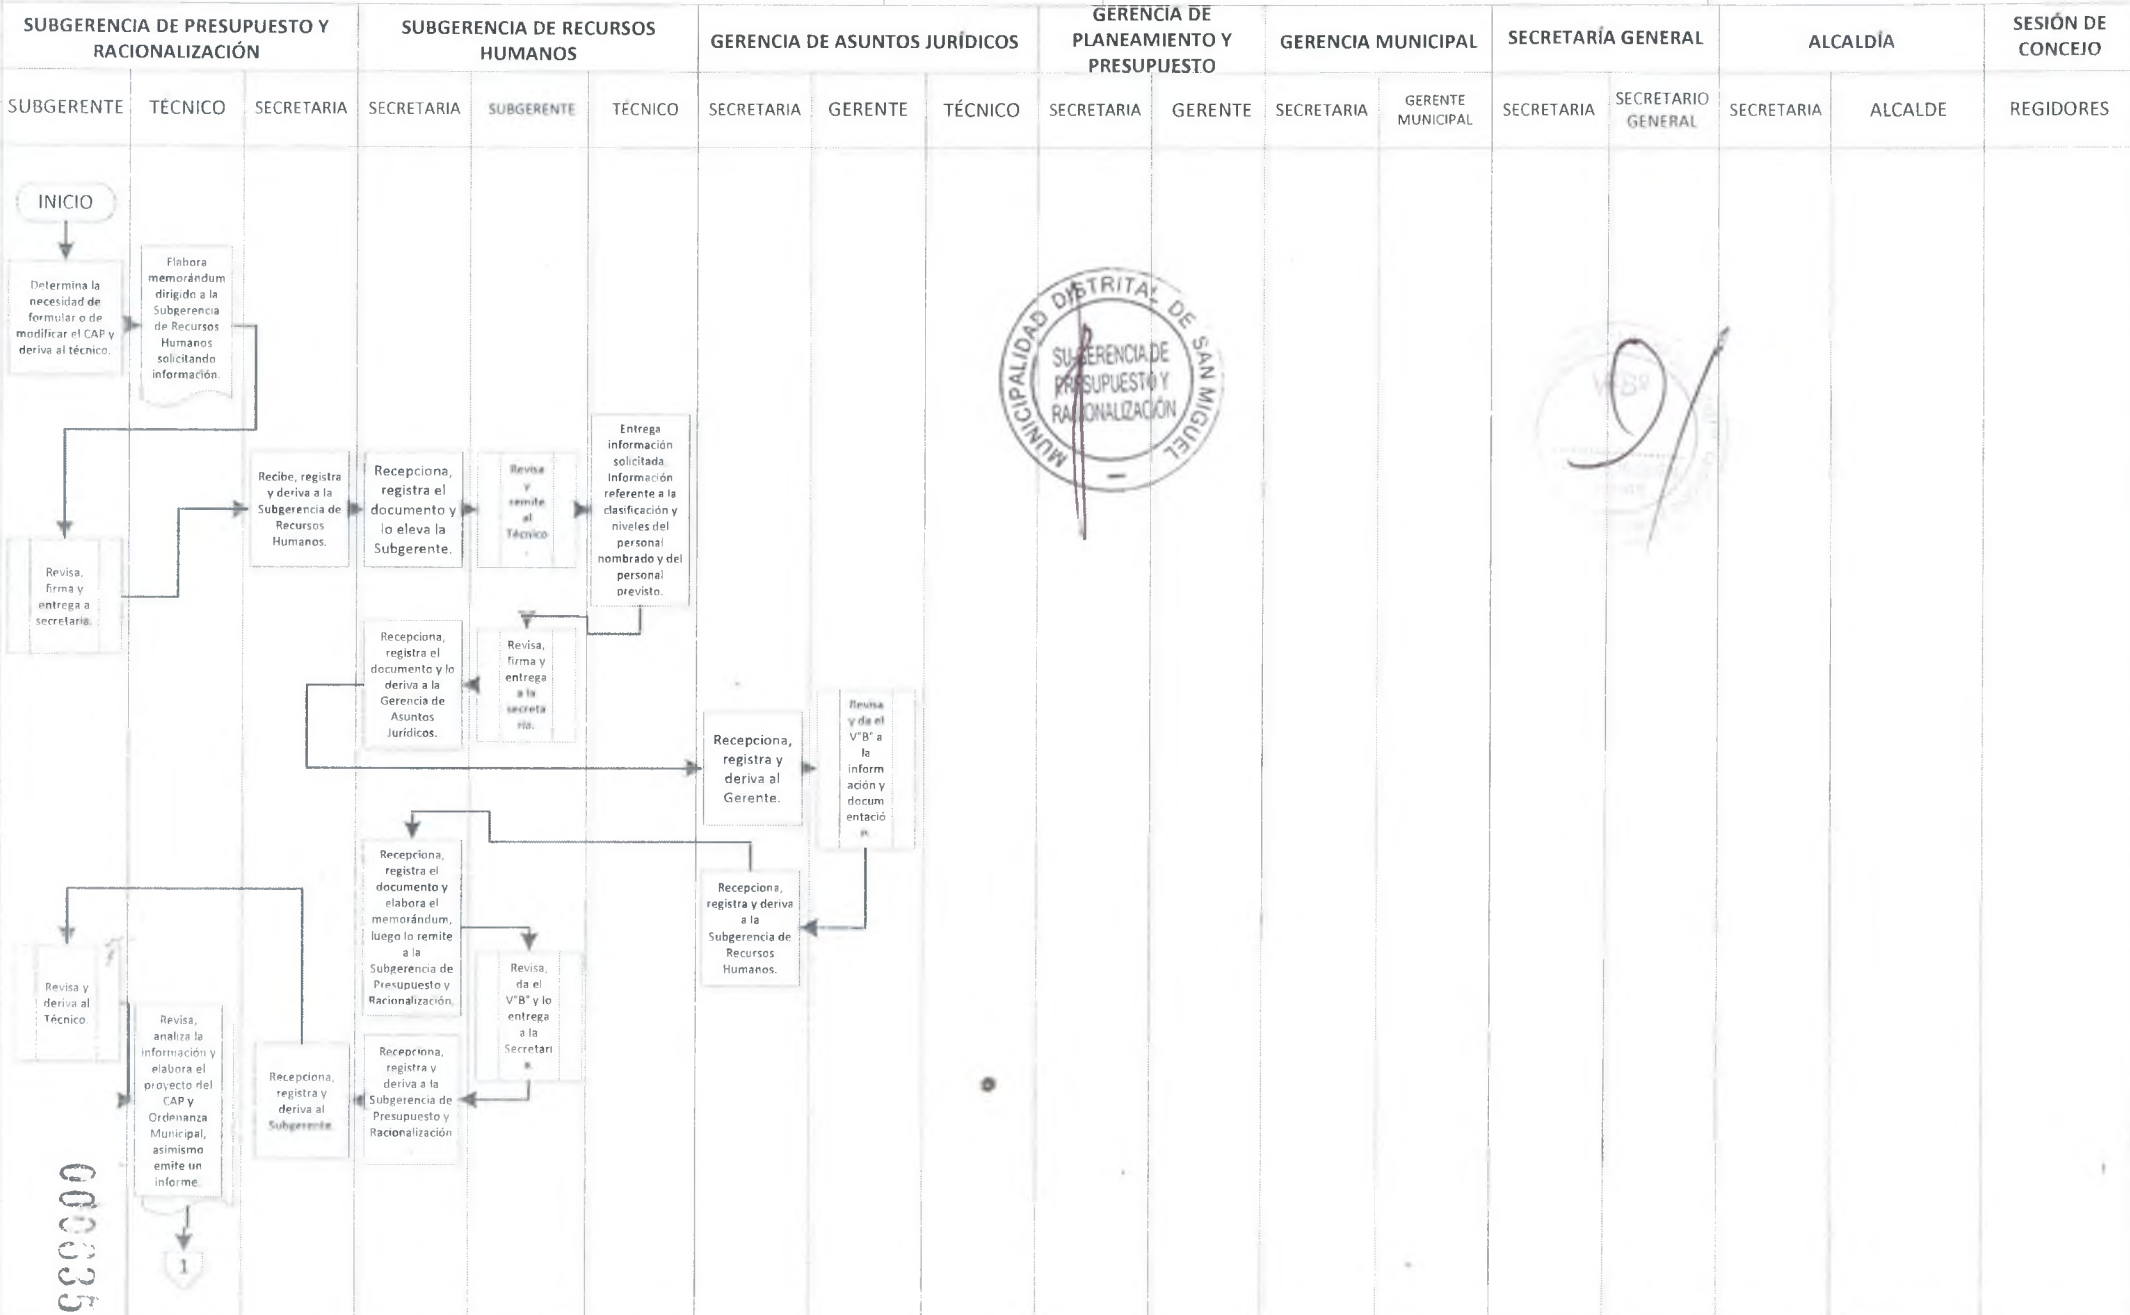 SUBGERENCIA DE PRESUPUESTO Y
RACIONALIZACIÓN
SUBGERENCIA DE RECURSOS
HUMANOS
GERENCIA DE ASUNTOS JURÍDICOS
GERENCIA DE
PLANEAMIENTO Y
PRESUPUESTO
GERENCIA MUNICIPAL
SECRETARÍA GENERAL
ALCALDÍA
SESIÓN DE
CONCEJO
SUBGERENTE
TÉCNICO
SECRETARIA
SECRETARIA
SUBGERENTE
TÉCNICO
SECRETARIA
GERENTE
TÉCNICO
SECRETARIA
GERENTE
SECRETARIA
GERENTE
MUNICIPAL
SECRETARIA
SECRETARIO
GENERAL
SECRETARIA
ALCALDE
REGIDORES
INICIO
Determina la
necesidad de
formular o de
modificar el CAP y
deriva al técnico.
Elabora
memorándum
dirigido a la
Subgerencia
de Recursos
Humanos
solicitando
información.
Revisa,
firma y
entrega a
secretaria.
Recibe, registra
y deriva a la
Subgerencia de
Recursos
Humanos.
Recepciona,
registra el
documento y
lo eleva la
Subgerente.
Revisa
y
remite
al
Técnico
.
Entrega
información
solicitada.
Información
referente a la
clasificación y
niveles del
personal
nombrado y del
personal
previsto.
Revisa,
firma y
entrega
a la
secreta
ria.
Recepciona,
registra el
documento y lo
deriva a la
Gerencia de
Asuntos
Jurídicos.
Recepciona,
registra y
deriva al
Gerente.
Revisa
y da el
V°B° a
la
inform
ación y
docum
entació
n.
Recepciona,
registra y deriva
a la
Subgerencia de
Recursos
Humanos.
Recepciona,
registra el
documento y
elabora el
memorándum,
luego lo remite
a la
Subgerencia de
Presupuesto y
Racionalización.
Revisa,
da el
V°B° y lo
entrega
a la
Secretari
a.
Recepciona,
registra y
deriva a la
Subgerencia de
Presupuesto y
Racionalización
.
Recepciona,
registra y
deriva al
Subgerente.
Revisa y
deriva al
Técnico.
Revisa,
analiza la
información y
elabora el
proyecto del
CAP y
Ordenanza
Municipal,
asimismo
emite un
informe.
1
MUNICIPALIDAD DISTRITAL DE SAN MIGUEL
SUBGERENCIA DE
PRESUPUESTO Y
RACIONALIZACIÓN
V°B°
000335